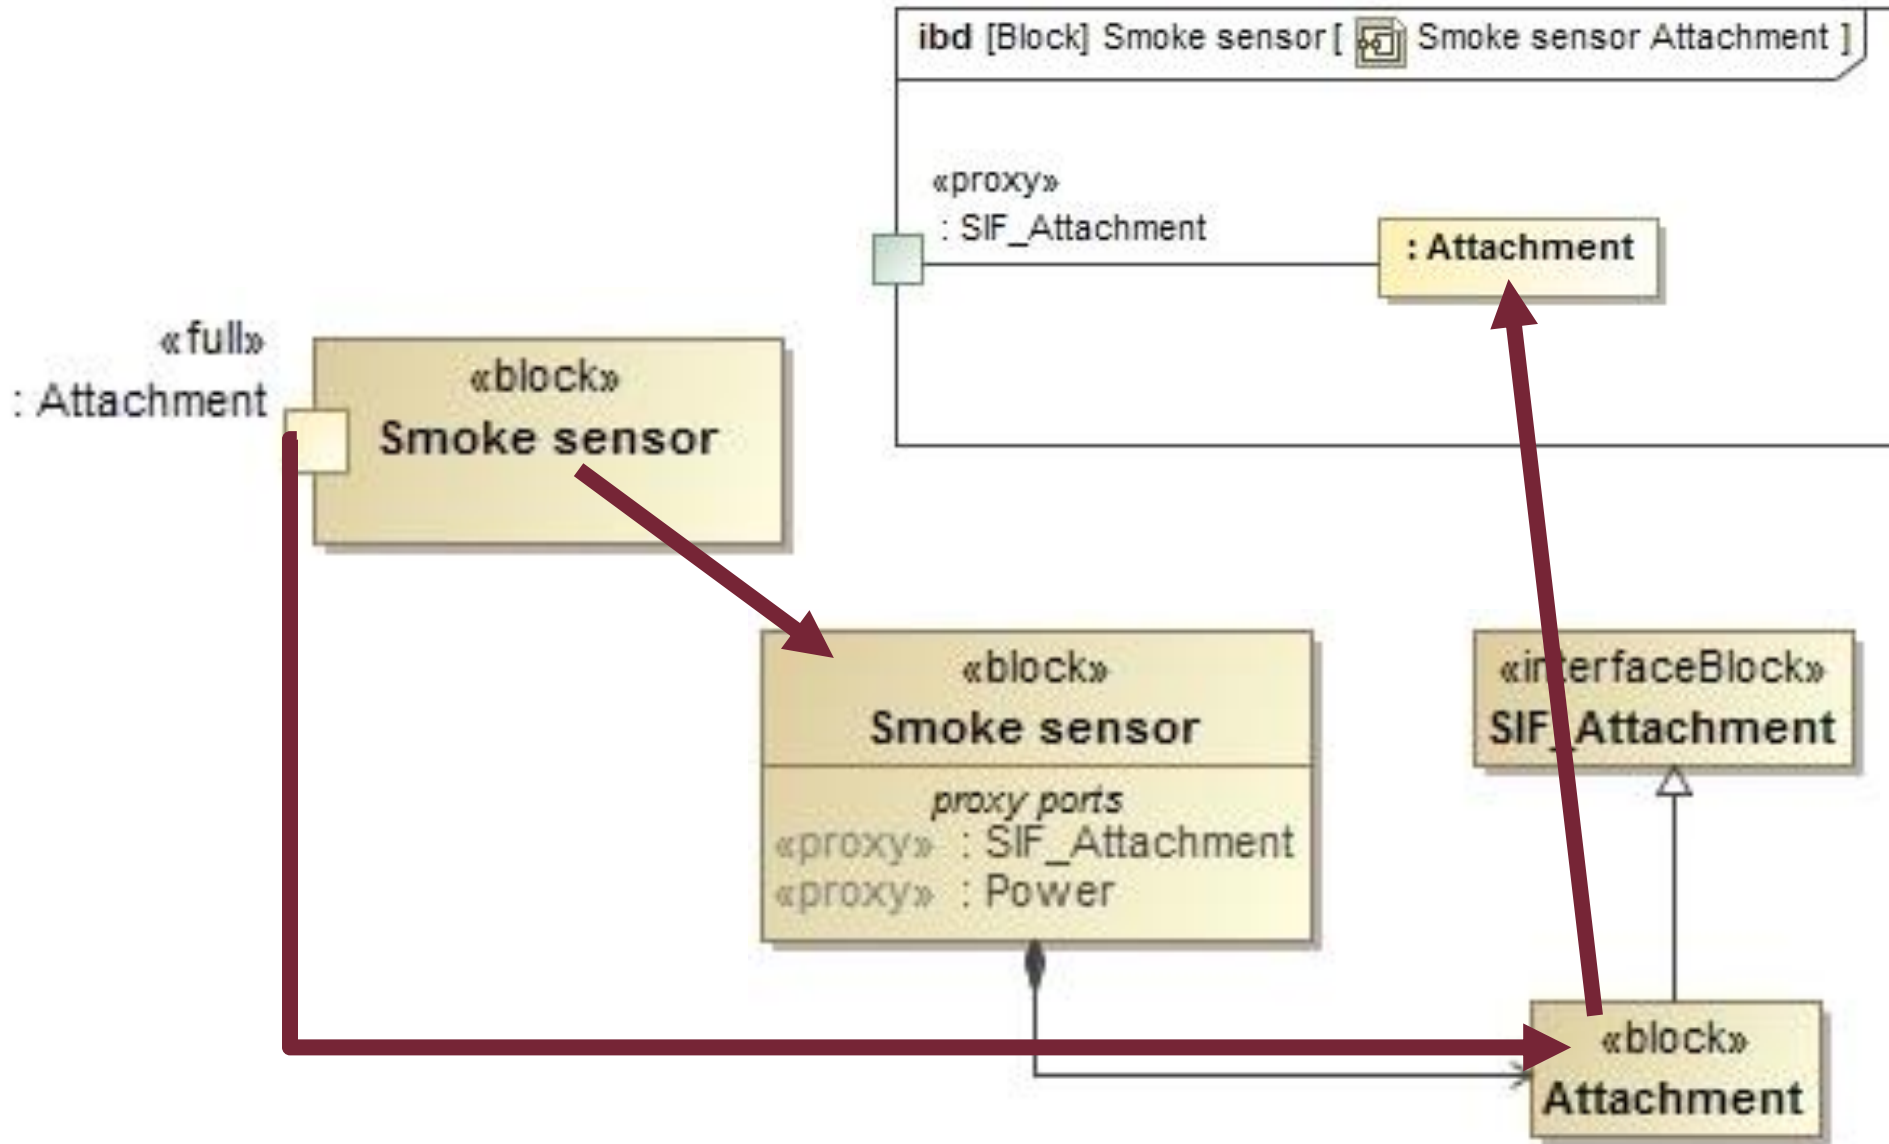 ibd [Block] Smoke sensor [ Smoke sensor Attachment ]
«proxy»
: SIF_Attachment
: Attachment
«full»
: Attachment
«block»
Smoke sensor
«block»
Smoke sensor
proxy ports
«proxy» : SIF_Attachment
«proxy» : Power
«interfaceBlock»
SIF_Attachment
«block»
Attachment